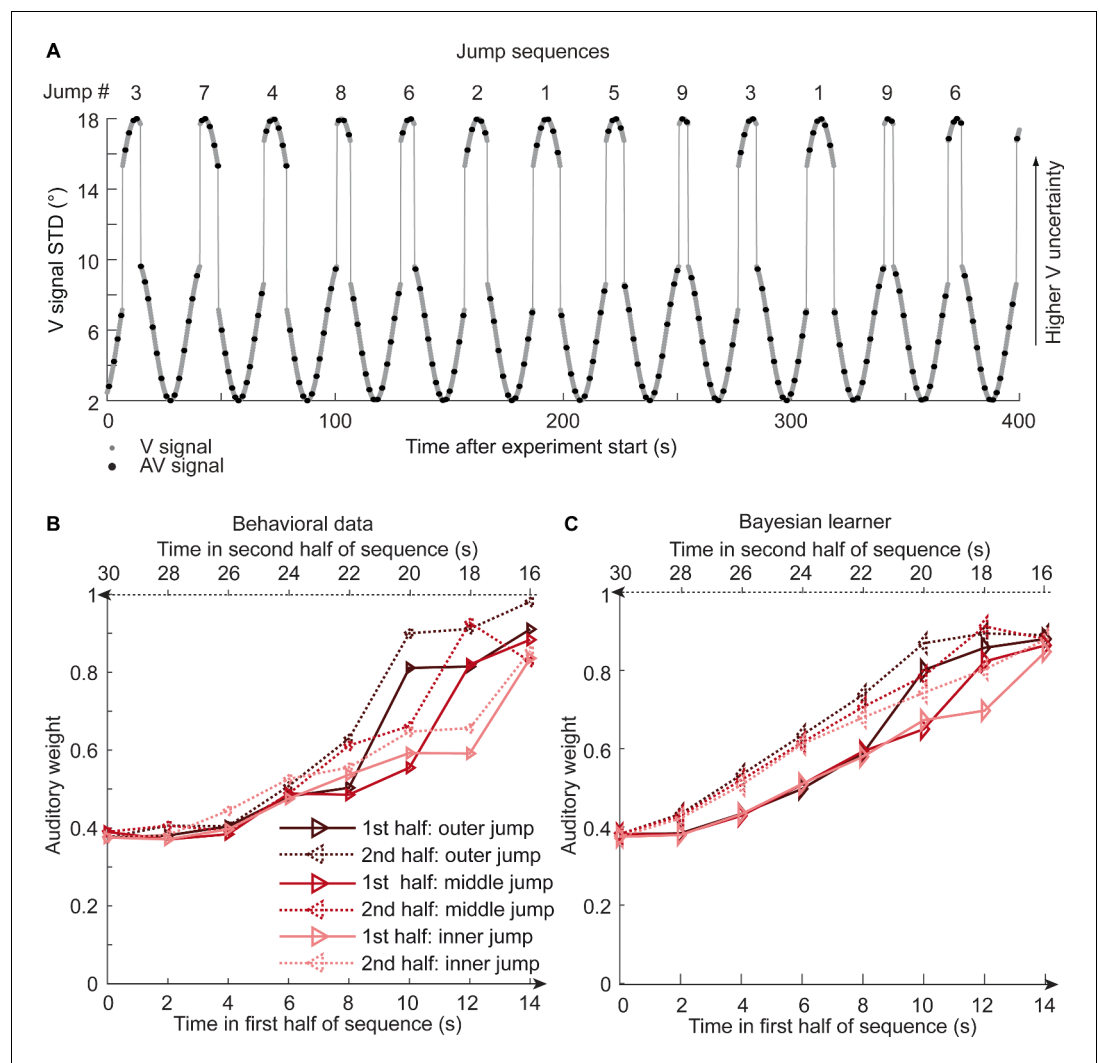 A
Jump sequences
Jump # 3 7 4 8 6 2 1 5 9 3 1 9 6
18
14
10
6
2
V signal STD (°)
Higher V uncertainty
0 100 200 300 400
Time after experiment start (s)
V signal
AV signal
B
Behavioral data
Time in second half of sequence (s)
30 28 26 24 22 20 18 16
1
0.8
0.6
0.4
0.2
0
Auditory weight
1st half: outer jump
2nd half: outer jump
1st half: middle jump
2nd half: middle jump
1st half: inner jump
2nd half: inner jump
0 2 4 6 8 10 12 14
Time in first half of sequence (s)
C
Bayesian learner
Time in second half of sequence (s)
30 28 26 24 22 20 18 16
1
0.8
0.6
0.4
0.2
0
Auditory weight
0 2 4 6 8 10 12 14
Time in first half of sequence (s)